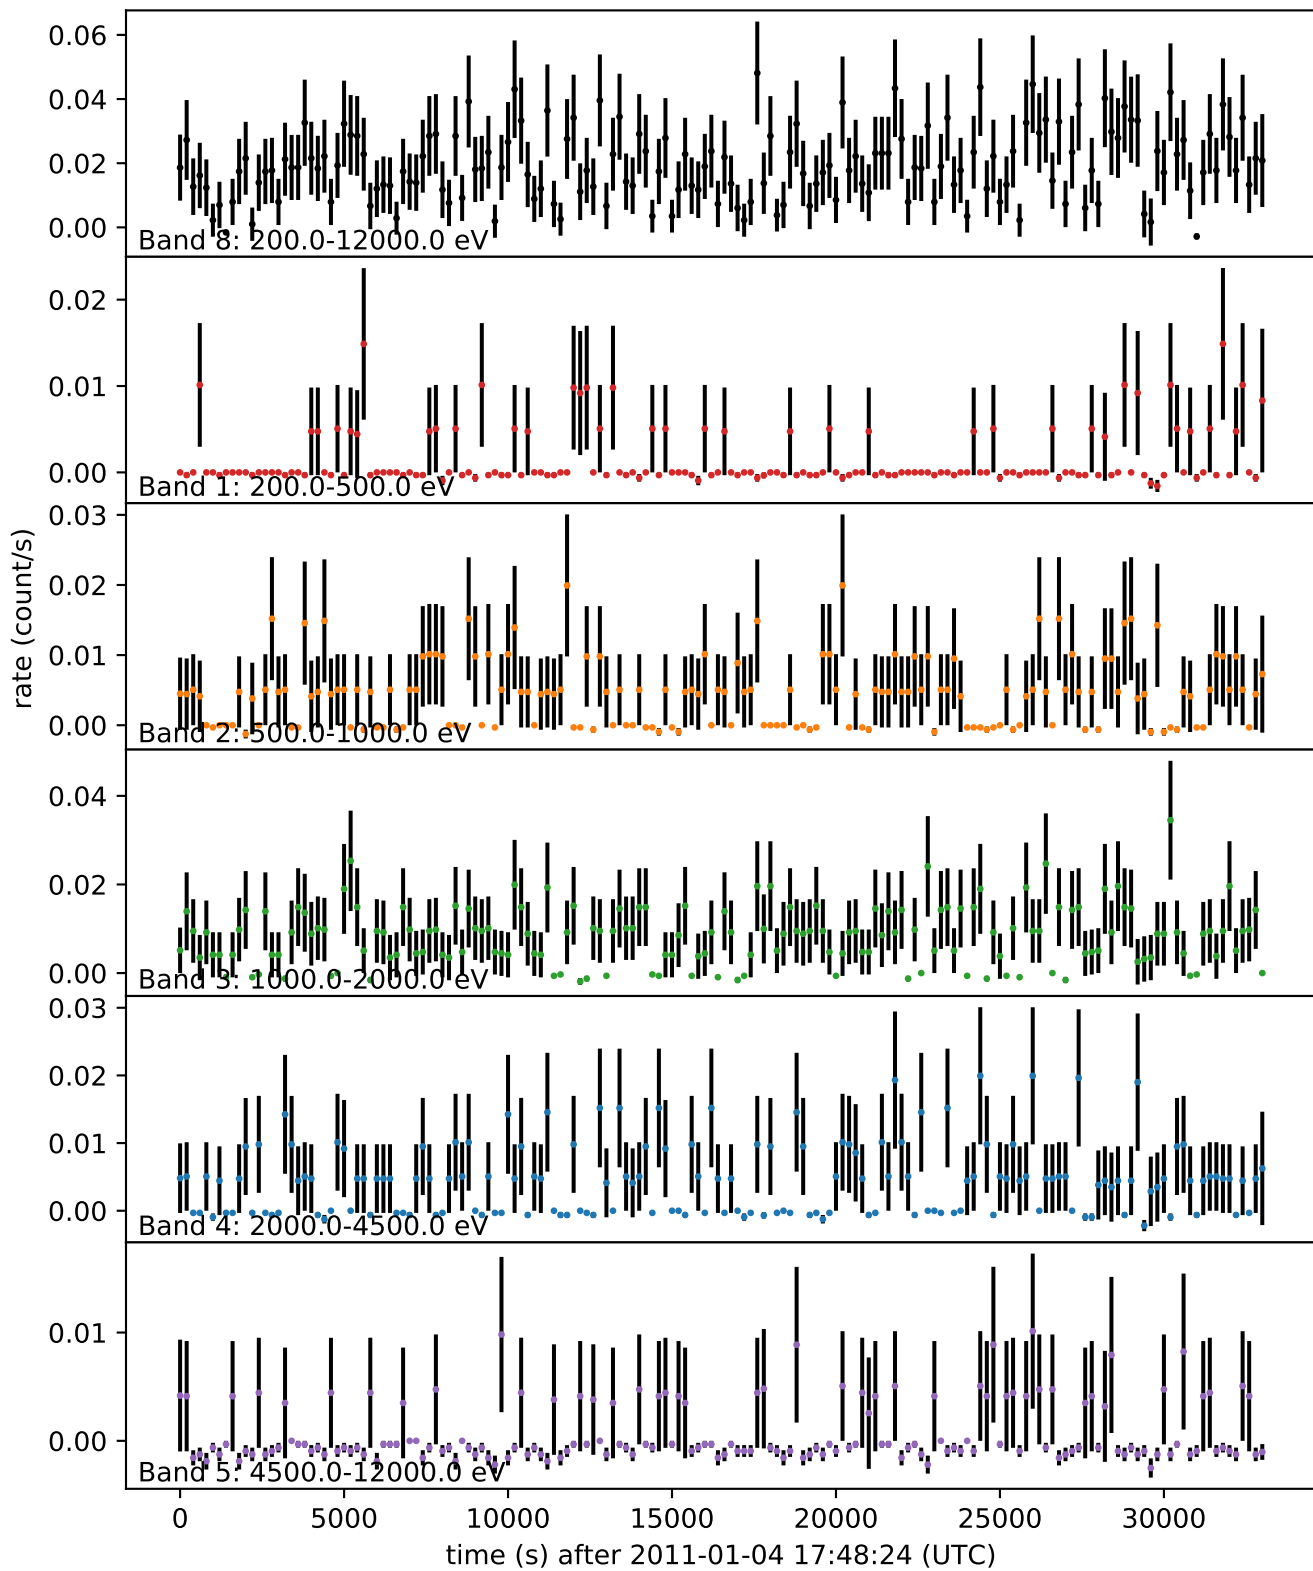 0.06
0.04
0.02
0.00
Band 8: 200.0-12000.0 eV
0.02
0.01
0.00
Band 1: 200.0-500.0 eV
0.03
0.02
0.01
0.00
Band 2: 500.0-1000.0 eV
rate (count/s)
0.04
0.02
0.00
Band 3: 1000.0-2000.0 eV
0.03
0.02
0.01
0.00
Band 4: 2000.0-4500.0 eV
0.01
0.00
Band 5: 4500.0-12000.0 eV
0 5000 10000 15000 20000 25000 30000
time (s) after 2011-01-04 17:48:24 (UTC)